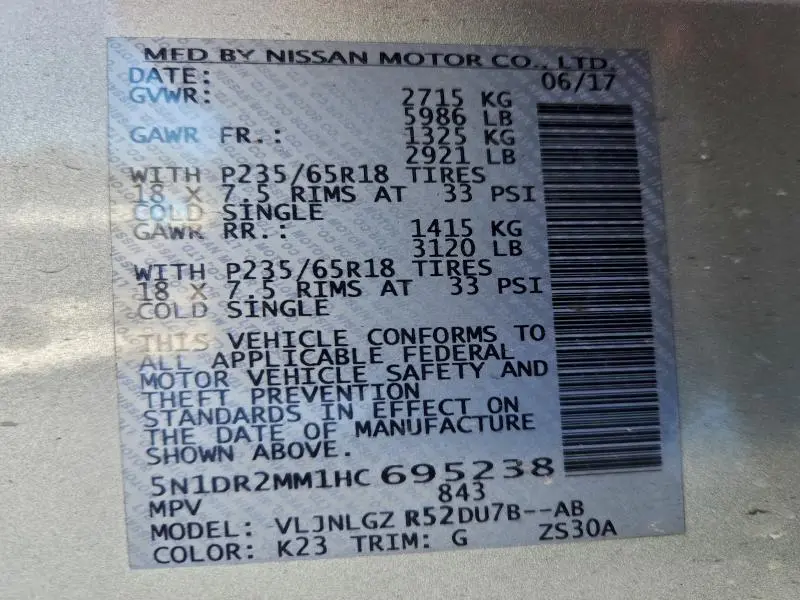 MFD BY NISSAN MOTOR CO., LTD.
DATE: 06/17
GVWR: 2715 KG
5986 LB
GAWR FR.: 1325 KG
2921 LB
WITH P235/65R18 TIRES
18 X 7.5 RIMS AT 33 PSI
COLD SINGLE
GAWR RR.: 1415 KG
3120 LB
WITH P235/65R18 TIRES
18 X 7.5 RIMS AT 33 PSI
COLD SINGLE
THIS VEHICLE CONFORMS TO
ALL APPLICABLE FEDERAL
MOTOR VEHICLE SAFETY AND
THEFT PREVENTION
STANDARDS IN EFFECT ON
THE DATE OF MANUFACTURE
SHOWN ABOVE.
5N1DR2MM1HC 695238
MPV 843
MODEL: VLJNLGZ R52DU7B--AB
COLOR: K23 TRIM: G ZS30A